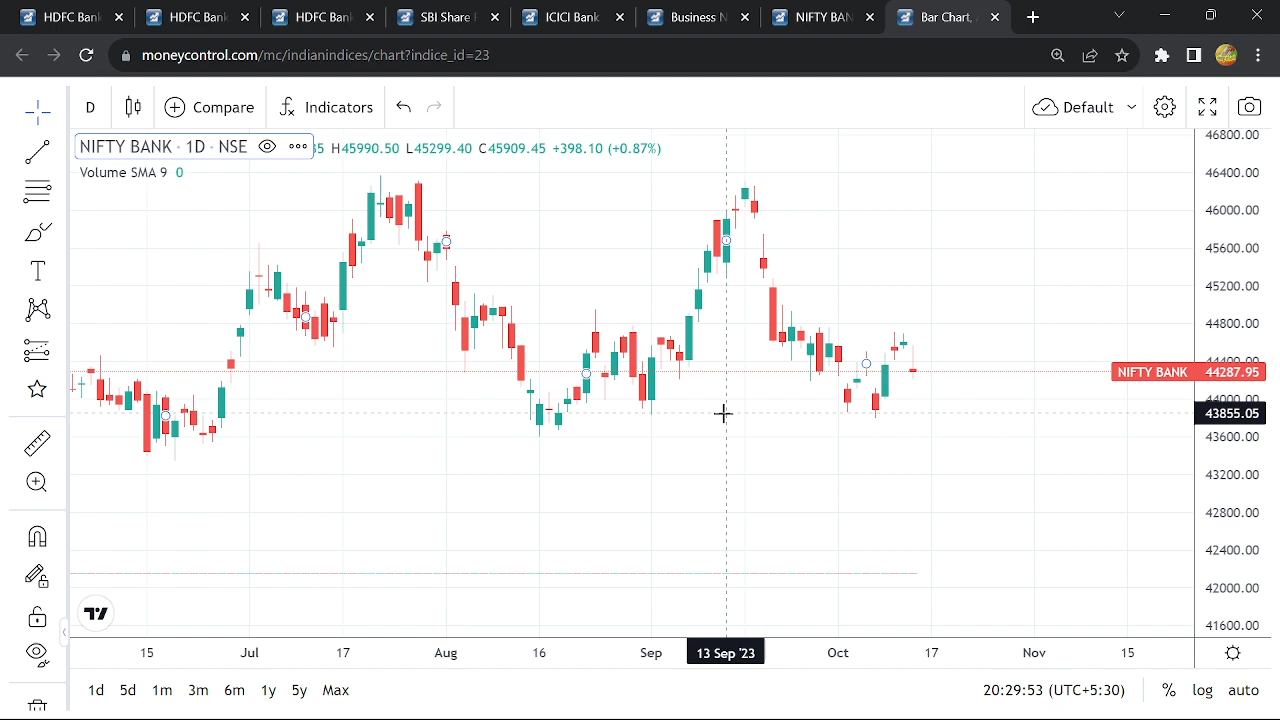 HDFC Bank
HDFC Bank
HDFC Bank
SBI Share P
ICICI Bank
Business N
NIFTY BAN
Bar Chart,
moneycontrol.com/mc/indianindices/chart?indice_id=23
D
Compare
Indicators
Default
NIFTY BANK · 1D · NSE
35 H45990.50 L45299.40 C45909.45 +398.10 (+0.87%)
Volume SMA 9 0
46800.00
46400.00
46000.00
45600.00
45200.00
44800.00
44400.00
NIFTY BANK 44287.95
44000.00
43855.05
43600.00
43200.00
42800.00
42400.00
42000.00
41600.00
15 Jul 17 Aug 16 Sep 13 Sep '23 Oct 17 Nov 15
1d 5d 1m 3m 6m 1y 5y Max
20:29:53 (UTC+5:30) % log auto